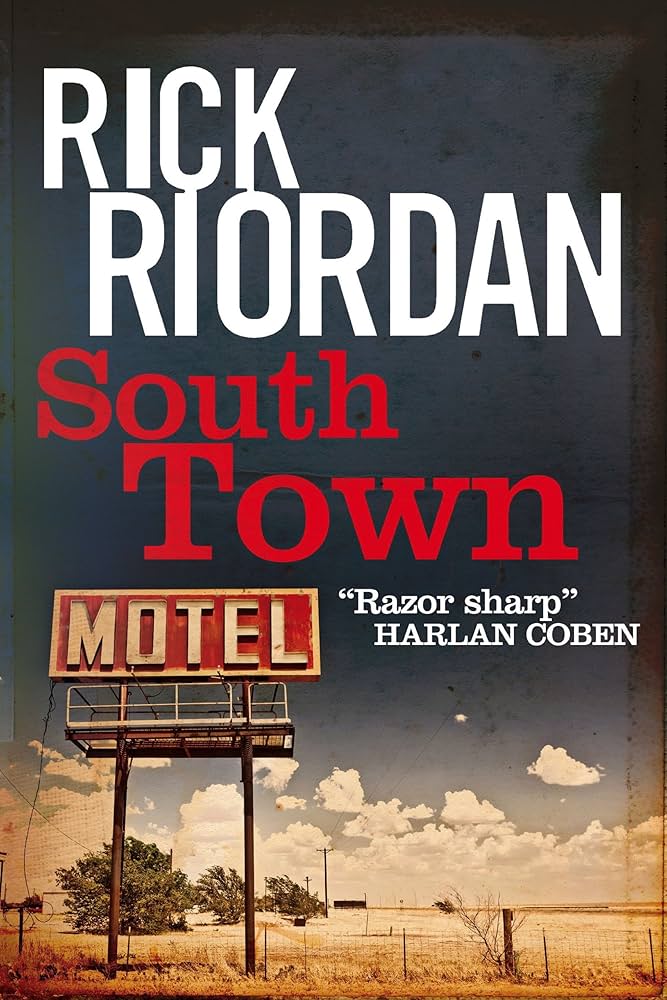 RICK
RIORDAN
South
Town
MOTEL
“Razor sharp”
HARLAN COBEN